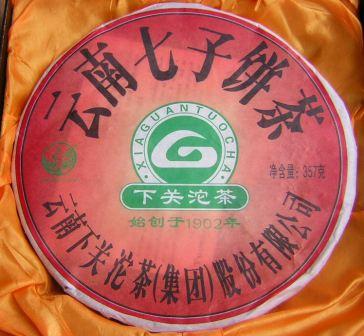 云南七子饼茶
·XIAGUANTUOCHA·
下关沱茶
净含量：357克
始创于1902年
云南下关沱茶(集团)股份有限公司